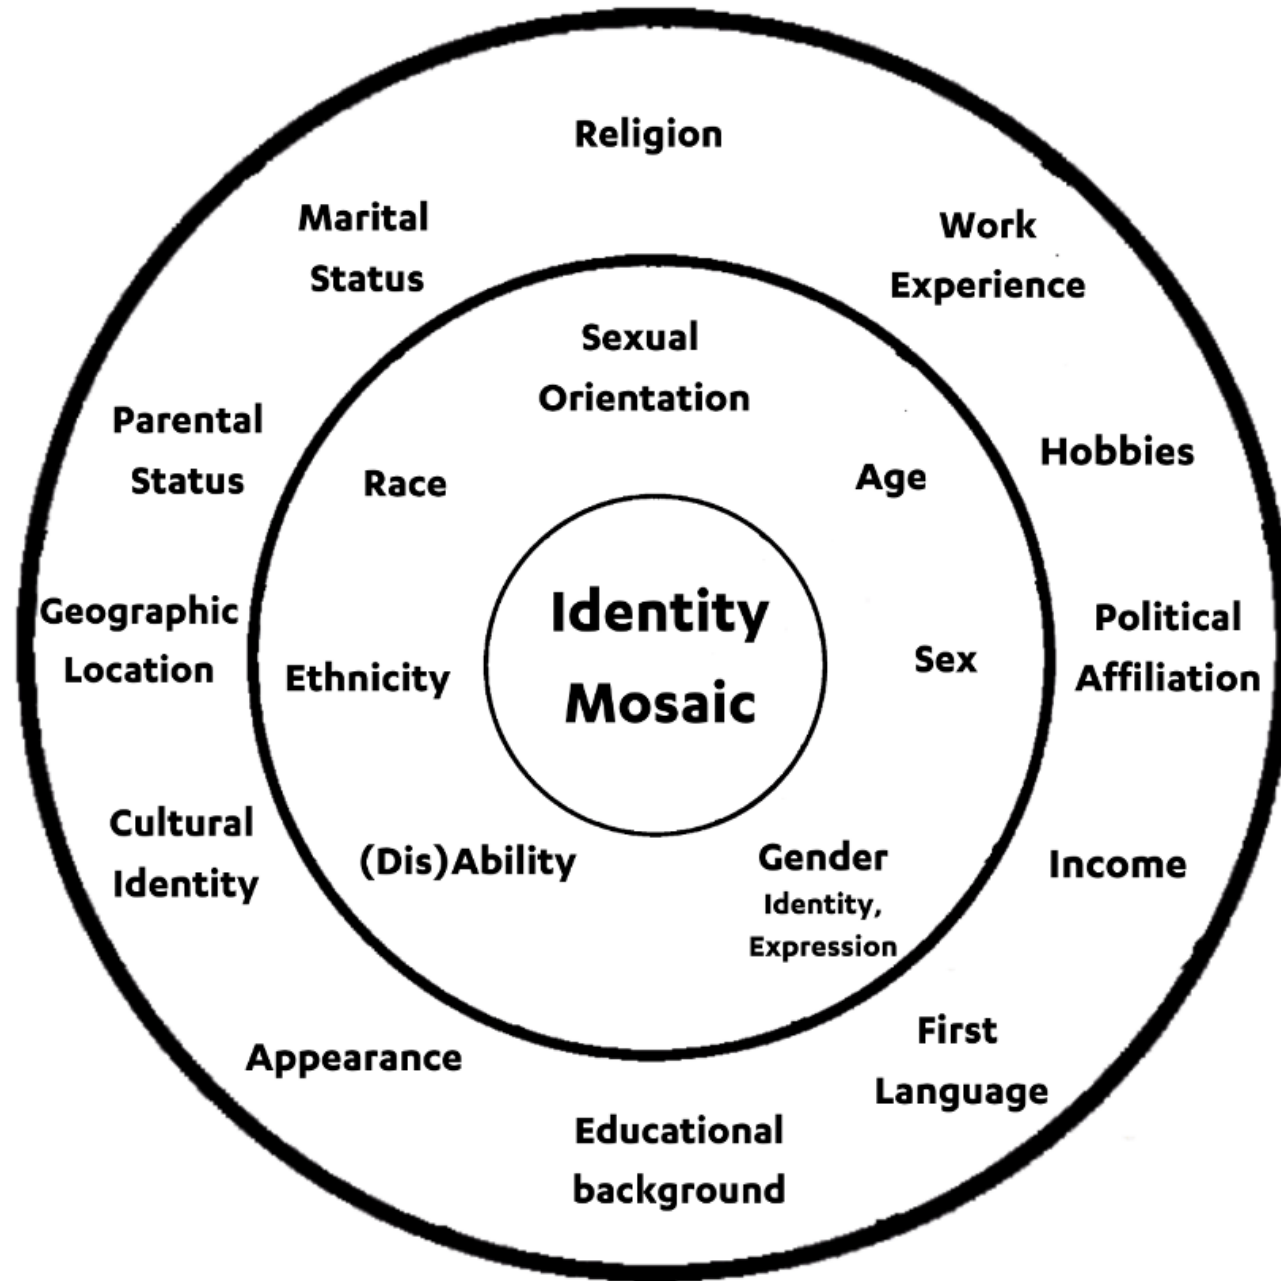 Religion
Marital
Status
Work
Experience
Sexual
Orientation
Parental
Status
Race
Age
Hobbies
Geographic
Location
Ethnicity
Identity
Mosaic
Sex
Political
Affiliation
Cultural
Identity
(Dis)Ability
Gender
Identity,
Expression
Income
Appearance
Educational
background
First
Language